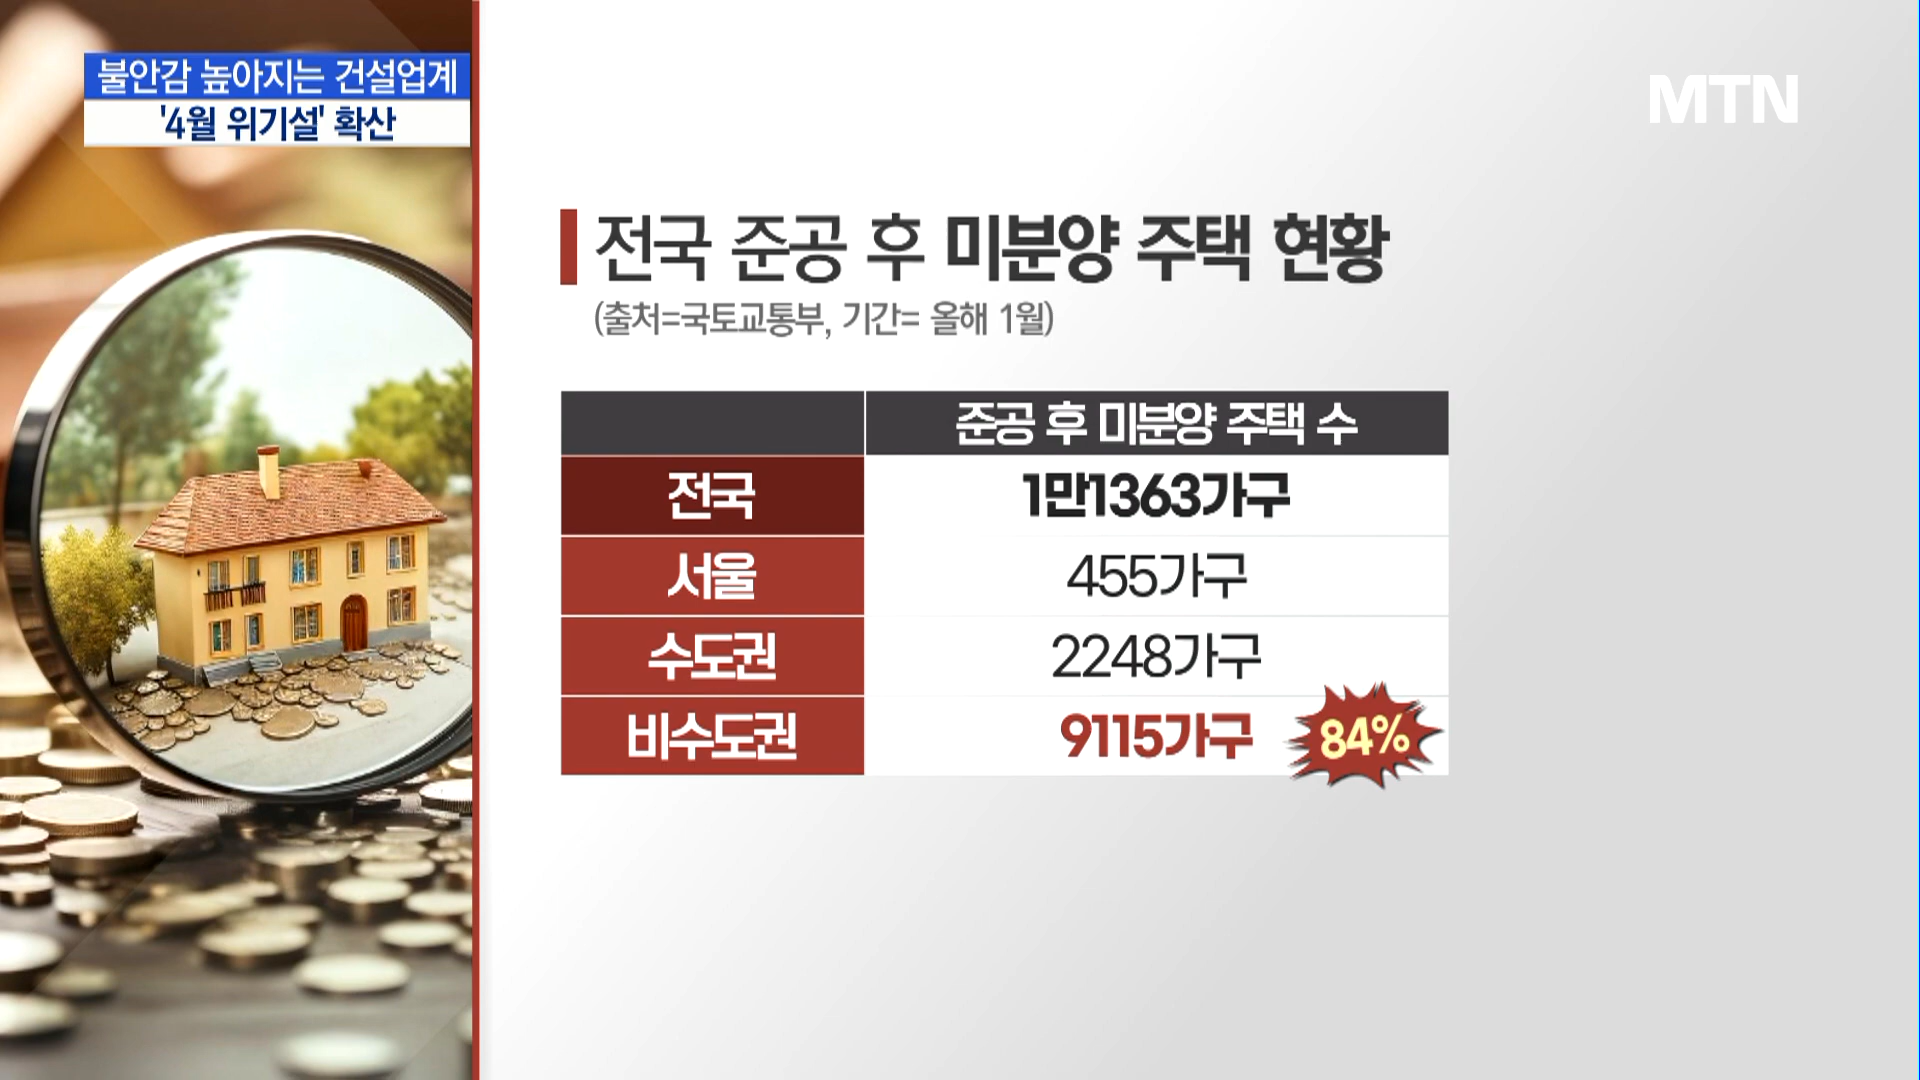 불안감 높아지는 건설업계
'4월 위기설' 확산
MTN
전국 준공 후 미분양 주택 현황
(출처=국토교통부, 기간= 올해 1월)
준공 후 미분양 주택 수
전국 1만1363가구
서울 455가구
수도권 2248가구
비수도권 9115가구 84%